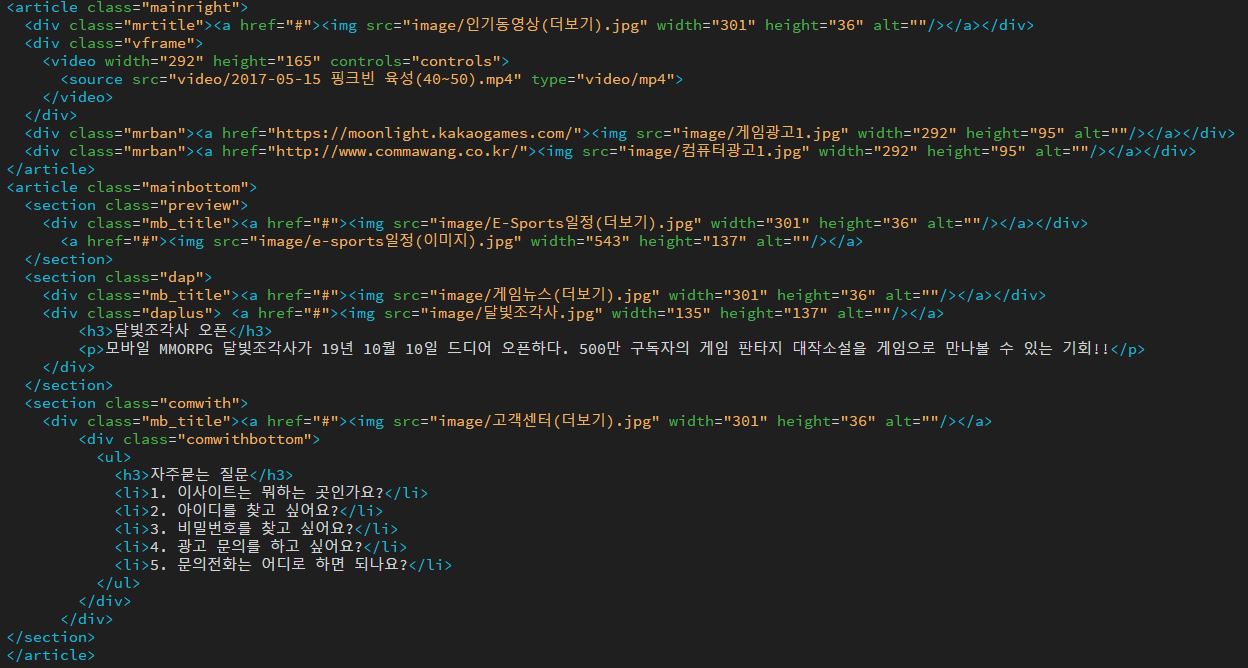 <article class="mainright">
<div class="mrtitle"><a href="#"><img src="image/인기동영상(더보기).jpg" width="301" height="36" alt=""/></a></div>
<div class="vframe">
<video width="292" height="165" controls="controls">
<source src="video/2017-05-15 핑크빈 육성(40~50).mp4" type="video/mp4">
</video>
</div>
<div class="mrban"><a href="https://moonlight.kakaogames.com/"><img src="image/게임광고1.jpg" width="292" height="95" alt=""/></a></div>
<div class="mrban"><a href="http://www.commawang.co.kr/"><img src="image/컴퓨터광고1.jpg" width="292" height="95" alt=""/></a></div>
</article>
<article class="mainbottom">
<section class="preview">
<div class="mb_title"><a href="#"><img src="image/E-Sports일정(더보기).jpg" width="301" height="36" alt=""/></a></div>
<a href="#"><img src="image/e-sports일정(이미지).jpg" width="543" height="137" alt=""/></a>
</section>
<section class="dap">
<div class="mb_title"><a href="#"><img src="image/게임뉴스(더보기).jpg" width="301" height="36" alt=""/></a></div>
<div class="daplus"> <a href="#"><img src="image/달빛조각사.jpg" width="135" height="137" alt=""/></a>
<h3>달빛조각사 오픈</h3>
<p>모바일 MMORPG 달빛조각사가 19년 10월 10일 드디어 오픈하다. 500만 구독자의 게임 판타지 대작소설을 게임으로 만나볼 수 있는 기회!!</p>
</div>
</section>
<section class="comwith">
<div class="mb_title"><a href="#"><img src="image/고객센터(더보기).jpg" width="301" height="36" alt=""/></a>
<div class="comwithbottom">
<ul>
<h3>자주묻는 질문</h3>
<li>1. 이사이트는 뭐하는 곳인가요?</li>
<li>2. 아이디를 찾고 싶어요?</li>
<li>3. 비밀번호를 찾고 싶어요?</li>
<li>4. 광고 문의를 하고 싶어요?</li>
<li>5. 문의전화는 어디로 하면 되나요?</li>
</ul>
</div>
</div>
</section>
</article>